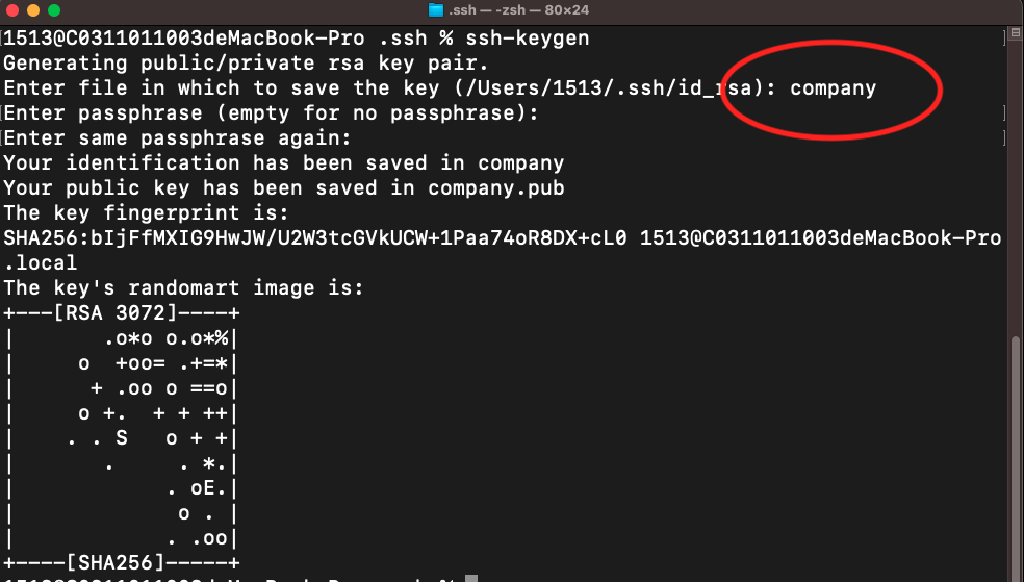 .ssh — -zsh — 80×24
1513@C0311011003deMacBook-Pro .ssh % ssh-keygen
Generating public/private rsa key pair.
Enter file in which to save the key (/Users/1513/.ssh/id_rsa): company
Enter passphrase (empty for no passphrase):
Enter same passphrase again:
Your identification has been saved in company
Your public key has been saved in company.pub
The key fingerprint is:
SHA256:bIjFfMXIG9HwJW/U2W3tcGVkUCW+1Paa74oR8DX+cL0 1513@C0311011003deMacBook-Pro
.local
The key's randomart image is:
+---[RSA 3072]----+
|       .o*o o.o*%|
|     o  +oo= .+=*|
|      + .oo o ==o|
|     o +.  + + ++|
|    . . S   o + +|
|       .     . *.|
|            . oE.|
|             o . |
|            . .oo|
+-----[SHA256]-----+